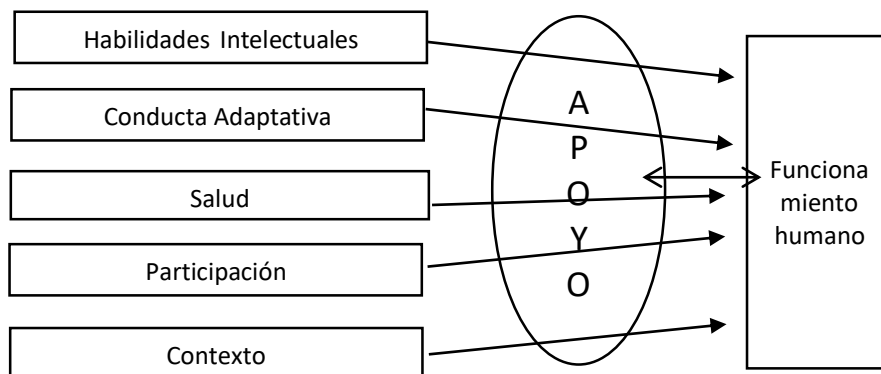 Habilidades Intelectuales
Conducta Adaptativa
Salud
Participación
Contexto
A
P
O
Y
O
Funciona
miento
humano